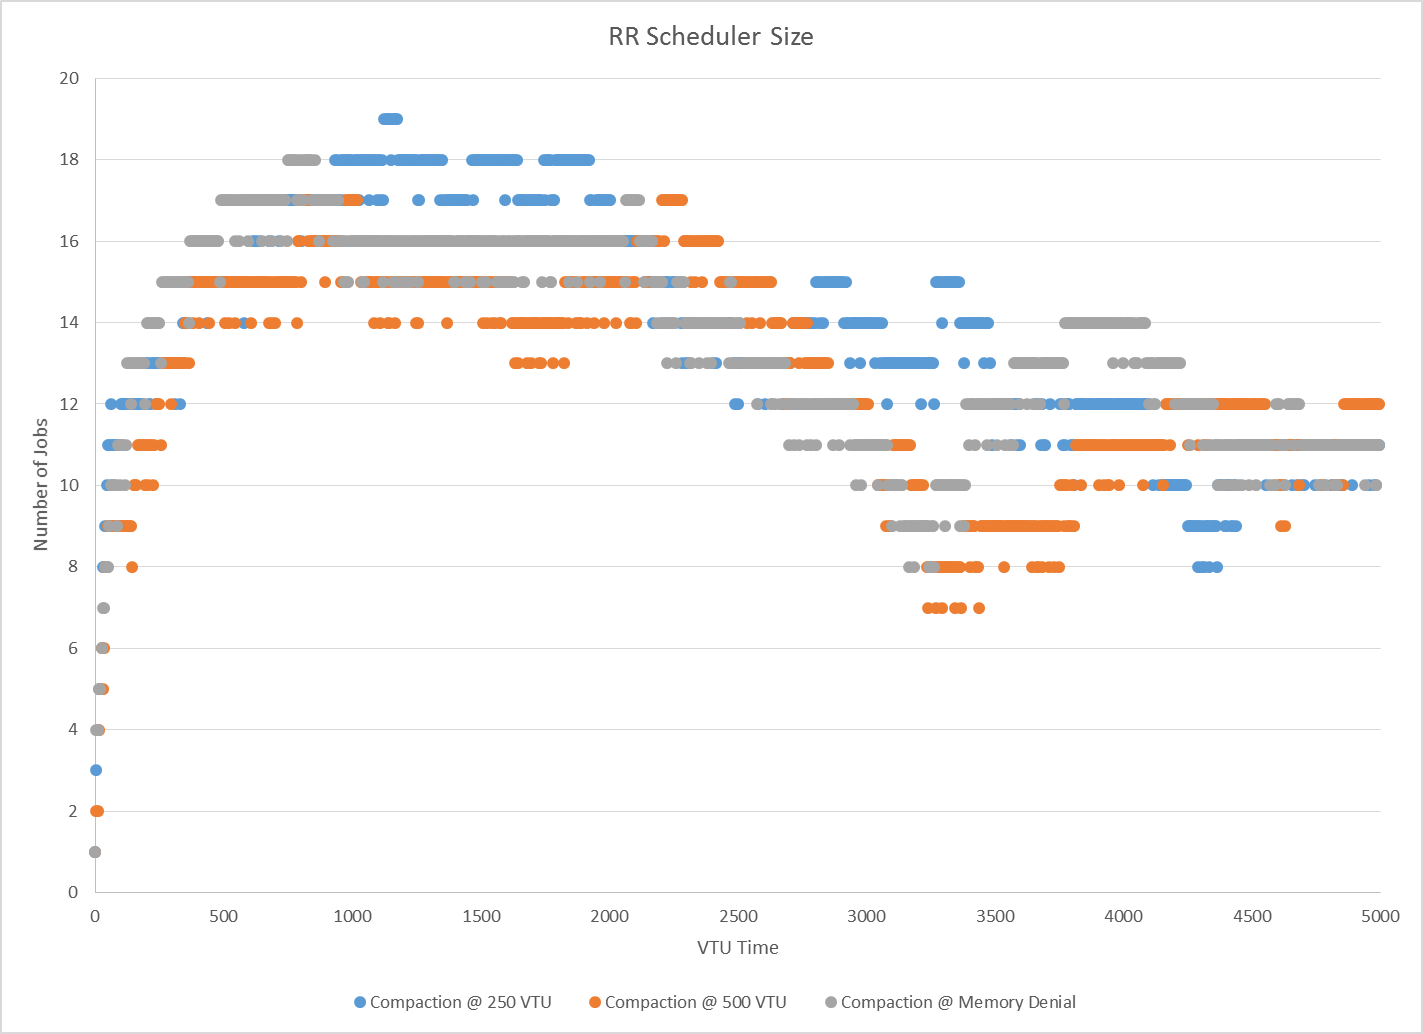 RR Scheduler Size
20
18
16
14
12
10
8
6
4
2
0
Number of Jobs
0 500 1000 1500 2000 2500 3000 3500 4000 4500 5000
VTU Time
Compaction @ 250 VTU Compaction @ 500 VTU Compaction @ Memory Denial